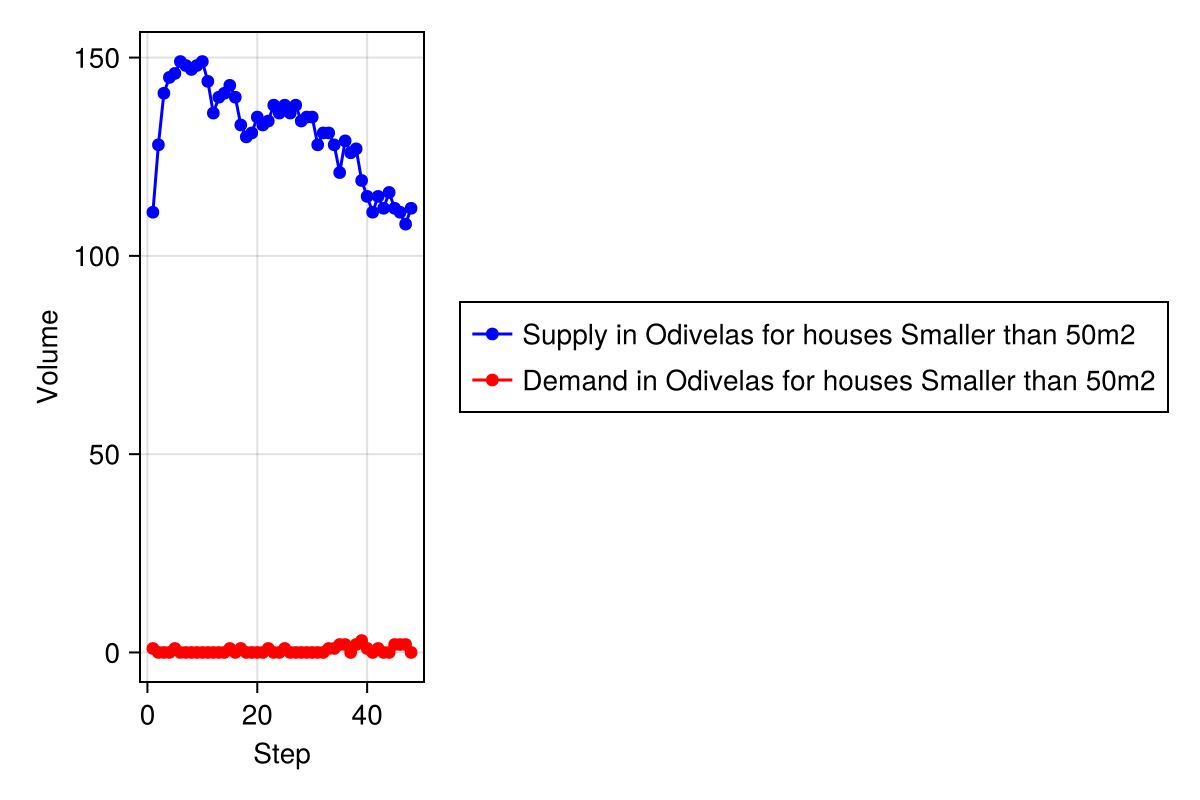 150
100
50
0
Volume
0 20 40
Step
Supply in Odivelas for houses Smaller than 50m2
Demand in Odivelas for houses Smaller than 50m2